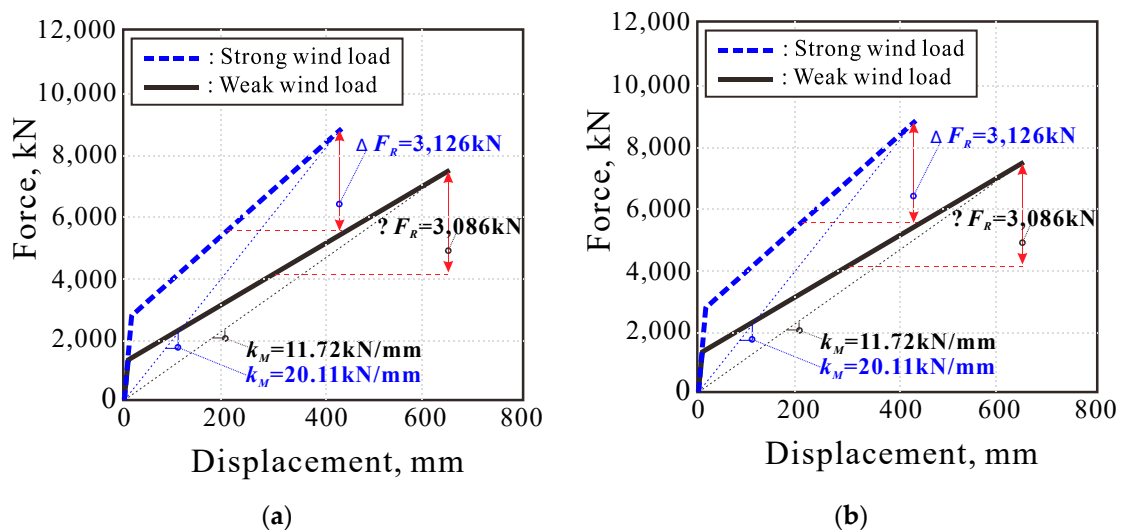 12,000
10,000
8,000
6,000
4,000
2,000
0
Force, kN
: Strong wind load
: Weak wind load
Δ F_R=3,126kN
? F_R=3,086kN
k_M=11.72kN/mm
k_M=20.11kN/mm
0 200 400 600 800
Displacement, mm
(a)
12,000
10,000
8,000
6,000
4,000
2,000
0
Force, kN
: Strong wind load
: Weak wind load
Δ F_R=3,126kN
? F_R=3,086kN
k_M=11.72kN/mm
k_M=20.11kN/mm
0 200 400 600 800
Displacement, mm
(b)